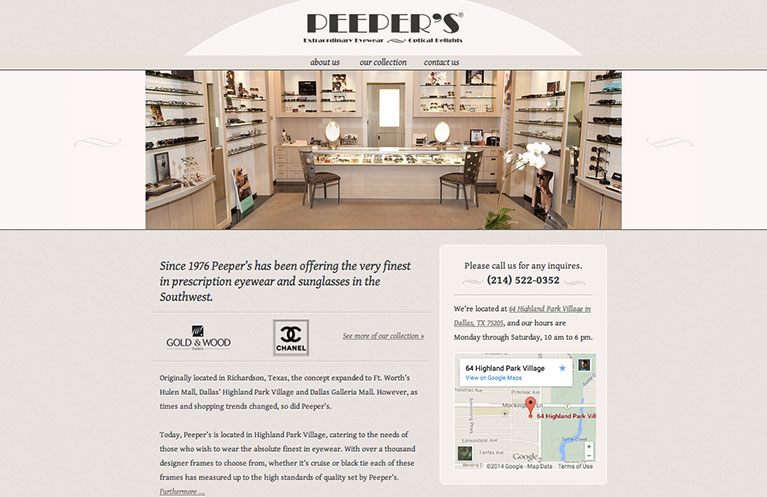 PEEPER'S®
Extraordinary Eyewear Optical Delights
about us our collection contact us
Since 1976 Peeper's has been offering the very finest
in prescription eyewear and sunglasses in the
Southwest.
GOLD & WOOD
PARIS
CHANEL
See more of our collection »
Originally located in Richardson, Texas, the concept expanded to Ft. Worth's
Hulen Mall, Dallas' Highland Park Village and Dallas Galleria Mall. However, as
times and shopping trends changed, so did Peeper's.
Today, Peeper's is located in Highland Park Village, catering to the needs of
those who wish to wear the absolute finest in eyewear. With over a thousand
designer frames to choose from, whether it's cruise or black tie each of these
frames has measured up to the high standards of quality set by Peeper's.
Furthermore ...
Please call us for any inquires.
(214) 522-0352
We're located at 64 Highland Park Village in
Dallas, TX 75205, and our hours are
Monday through Saturday, 10 am to 6 pm.
64 Highland Park Village
View on Google Maps
Potomac Ave
Mockingbird Ln
64 Highland Park Vill
Edmondson Ave
Fairfax Ave
Turtle Creek
Google
©2014 Google - Map Data Terms of Use